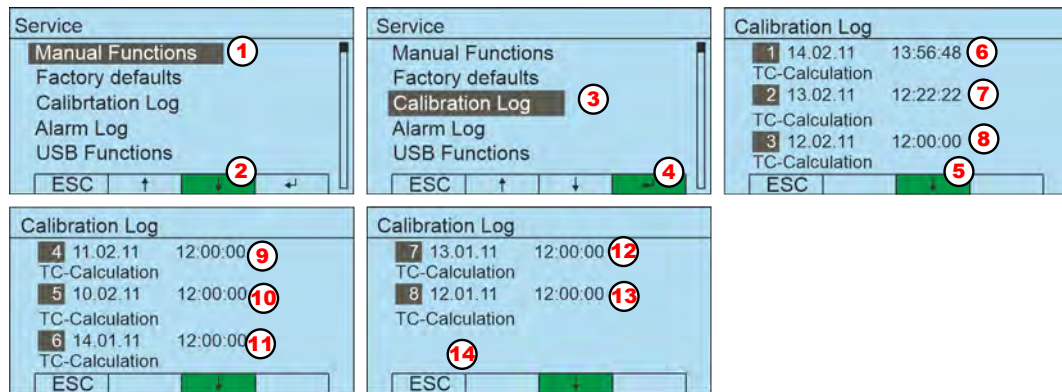 Service
Manual Functions 1
Factory defaults
Calibrtation Log
Alarm Log
USB Functions
2
ESC ↑ ↓ ↵
Service
Manual Functions
Factory defaults
Calibration Log 3
Alarm Log
USB Functions
ESC ↑ ↓ ↵ 4
Calibration Log
1 14.02.11 13:56:48 6
TC-Calculation
2 13.02.11 12:22:22 7
TC-Calculation
3 12.02.11 12:00:00 8
TC-Calculation 5
ESC ↓
Calibration Log
4 11.02.11 12:00:00 9
TC-Calculation
5 10.02.11 12:00:00 10
TC-Calculation
6 14.01.11 12:00:00 11
TC-Calculation
ESC ↓
Calibration Log
7 13.01.11 12:00:00 12
TC-Calculation
8 12.01.11 12:00:00 13
TC-Calculation
14
ESC ↓